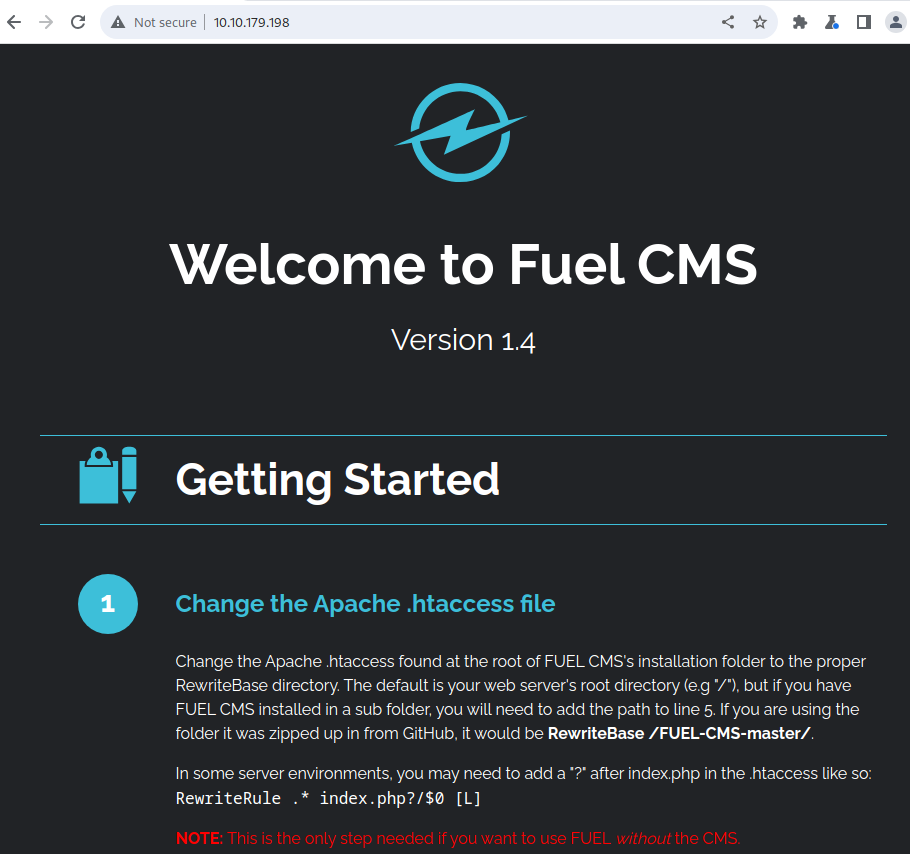 Not secure
10.10.179.198
Welcome to Fuel CMS
Version 1.4
Getting Started
1
Change the Apache .htaccess file
Change the Apache .htaccess found at the root of FUEL CMS's installation folder to the proper
RewriteBase directory. The default is your web server's root directory (e.g "/"), but if you have
FUEL CMS installed in a sub folder, you will need to add the path to line 5. If you are using the
folder it was zipped up in from GitHub, it would be RewriteBase /FUEL-CMS-master/.
In some server environments, you may need to add a "?" after index.php in the .htaccess like so:
RewriteRule .* index.php?/$0 [L]
NOTE: This is the only step needed if you want to use FUEL without the CMS.